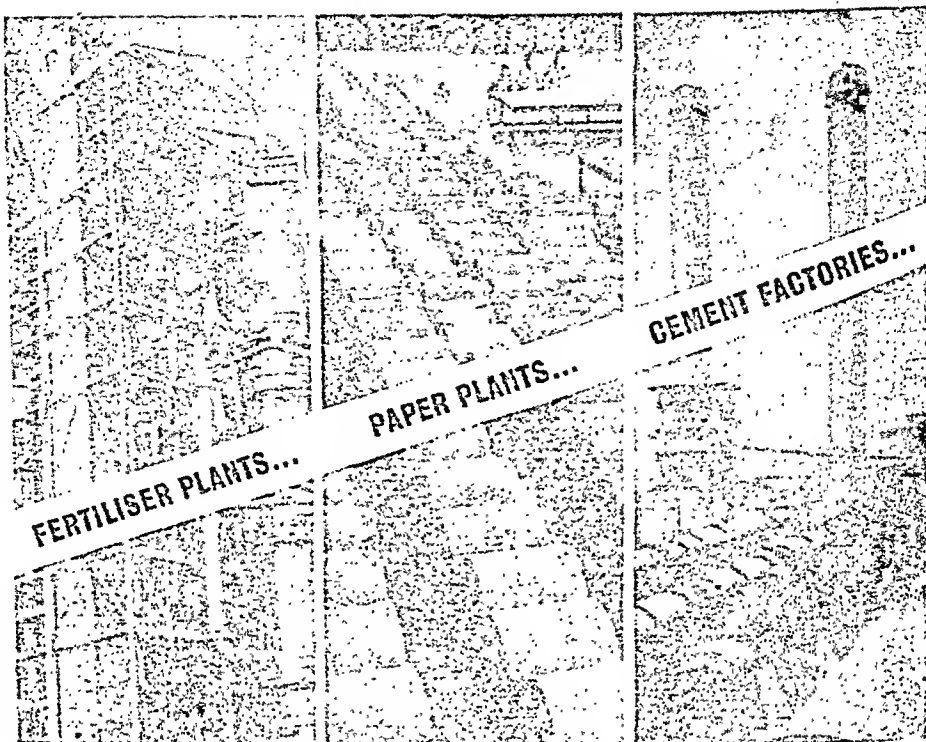 FERTILISER PLANTS...
PAPER PLANTS...
CEMENT FACTORIES...